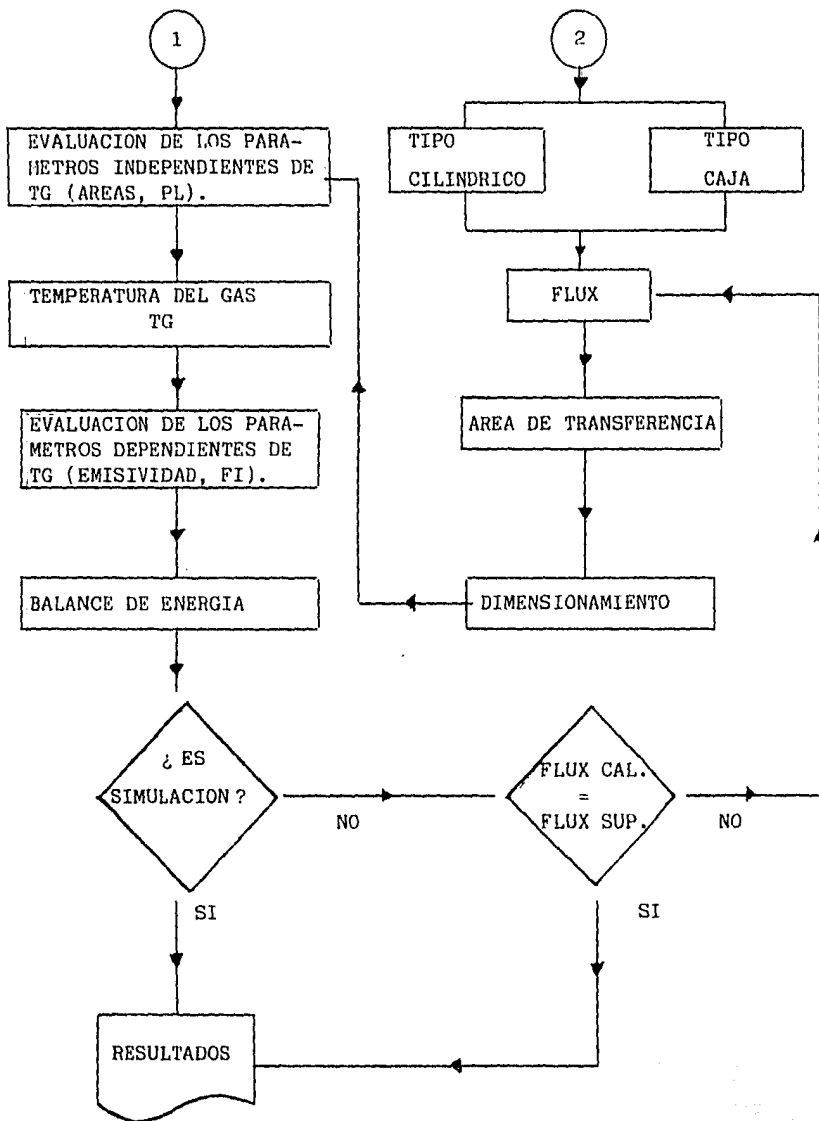 1
EVALUACION DE LOS PARA-
METROS INDEPENDIENTES DE
TG (AREAS, PL).
TEMPERATURA DEL GAS
TG
EVALUACION DE LOS PARA-
METROS DEPENDIENTES DE
TG (EMISIVIDAD, FI).
BALANCE DE ENERGIA
¿ ES
SIMULACION ?
NO
SI
RESULTADOS
2
TIPO
CILINDRICO
TIPO
CAJA
FLUX
AREA DE TRANSFERENCIA
DIMENSIONAMIENTO
FLUX CAL.
=
FLUX SUP.
NO
SI